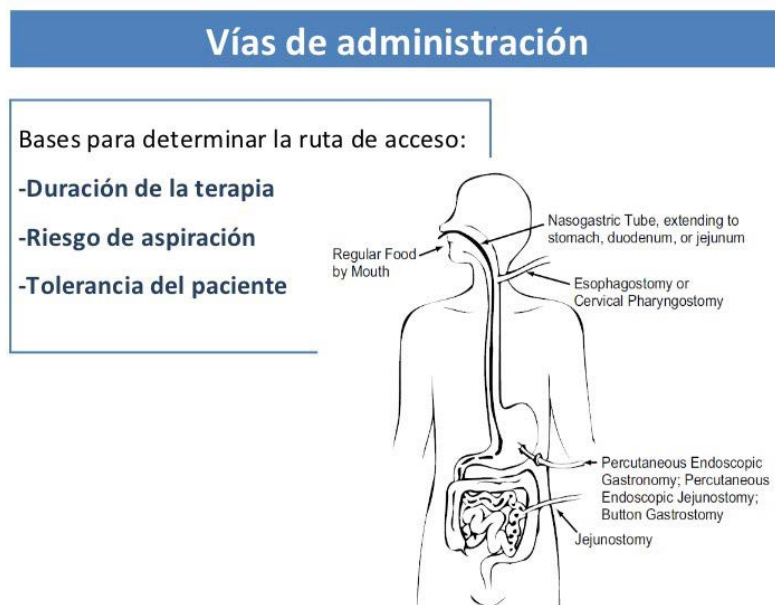 Vías de administración
Bases para determinar la ruta de acceso:
-Duración de la terapia
-Riesgo de aspiración
-Tolerancia del paciente
Nasogastric Tube, extending to
stomach, duodenum, or jejunum
Regular Food
by Mouth
Esophagostomy or
Cervical Pharyngostomy
Percutaneous Endoscopic
Gastronomy; Percutaneous
Endoscopic Jejunostomy;
Button Gastrostomy
Jejunostomy